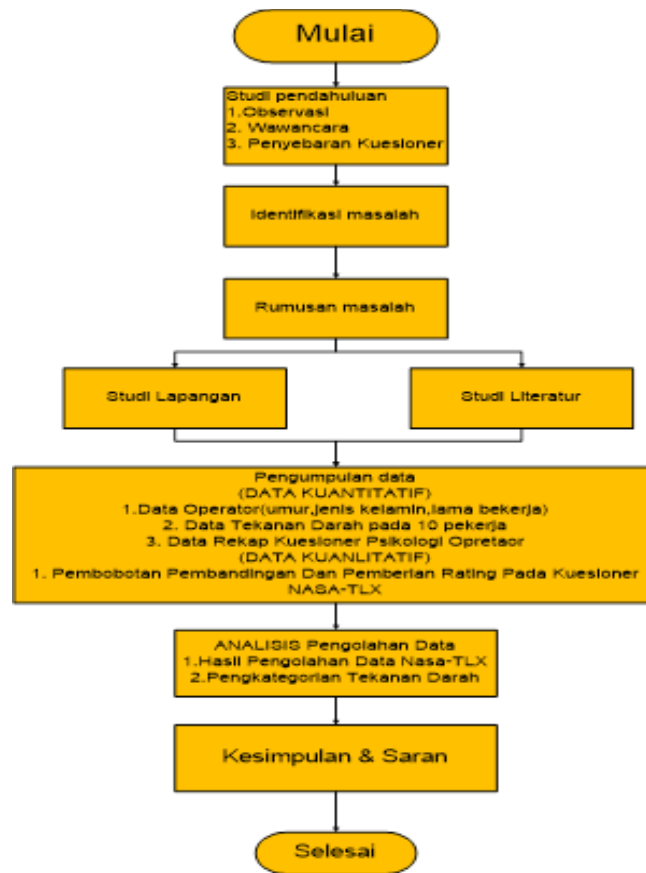 Mulai
Studi pendahuluan
1.Observasi
2. Wawancara
3. Penyebaran Kuesioner
Identifikasi masalah
Rumusan masalah
Studi Lapangan
Studi Literatur
Pengumpulan data
(DATA KUANTITATIF)
1.Data Operator(umur,jenis kelamin,lama bekerja)
2. Data Tekanan Darah pada 10 pekerja
3. Data Rekap Kuesioner Psikologi Opretaor
(DATA KUANLITATIF)
1. Pembobotan Pembandingan Dan Pemberian Rating Pada Kuesioner
NASA-TLX
ANALISIS Pengolahan Data
1.Hasil Pengolahan Data Nasa-TLX
2.Pengkategorian Tekanan Darah
Kesimpulan & Saran
Selesai